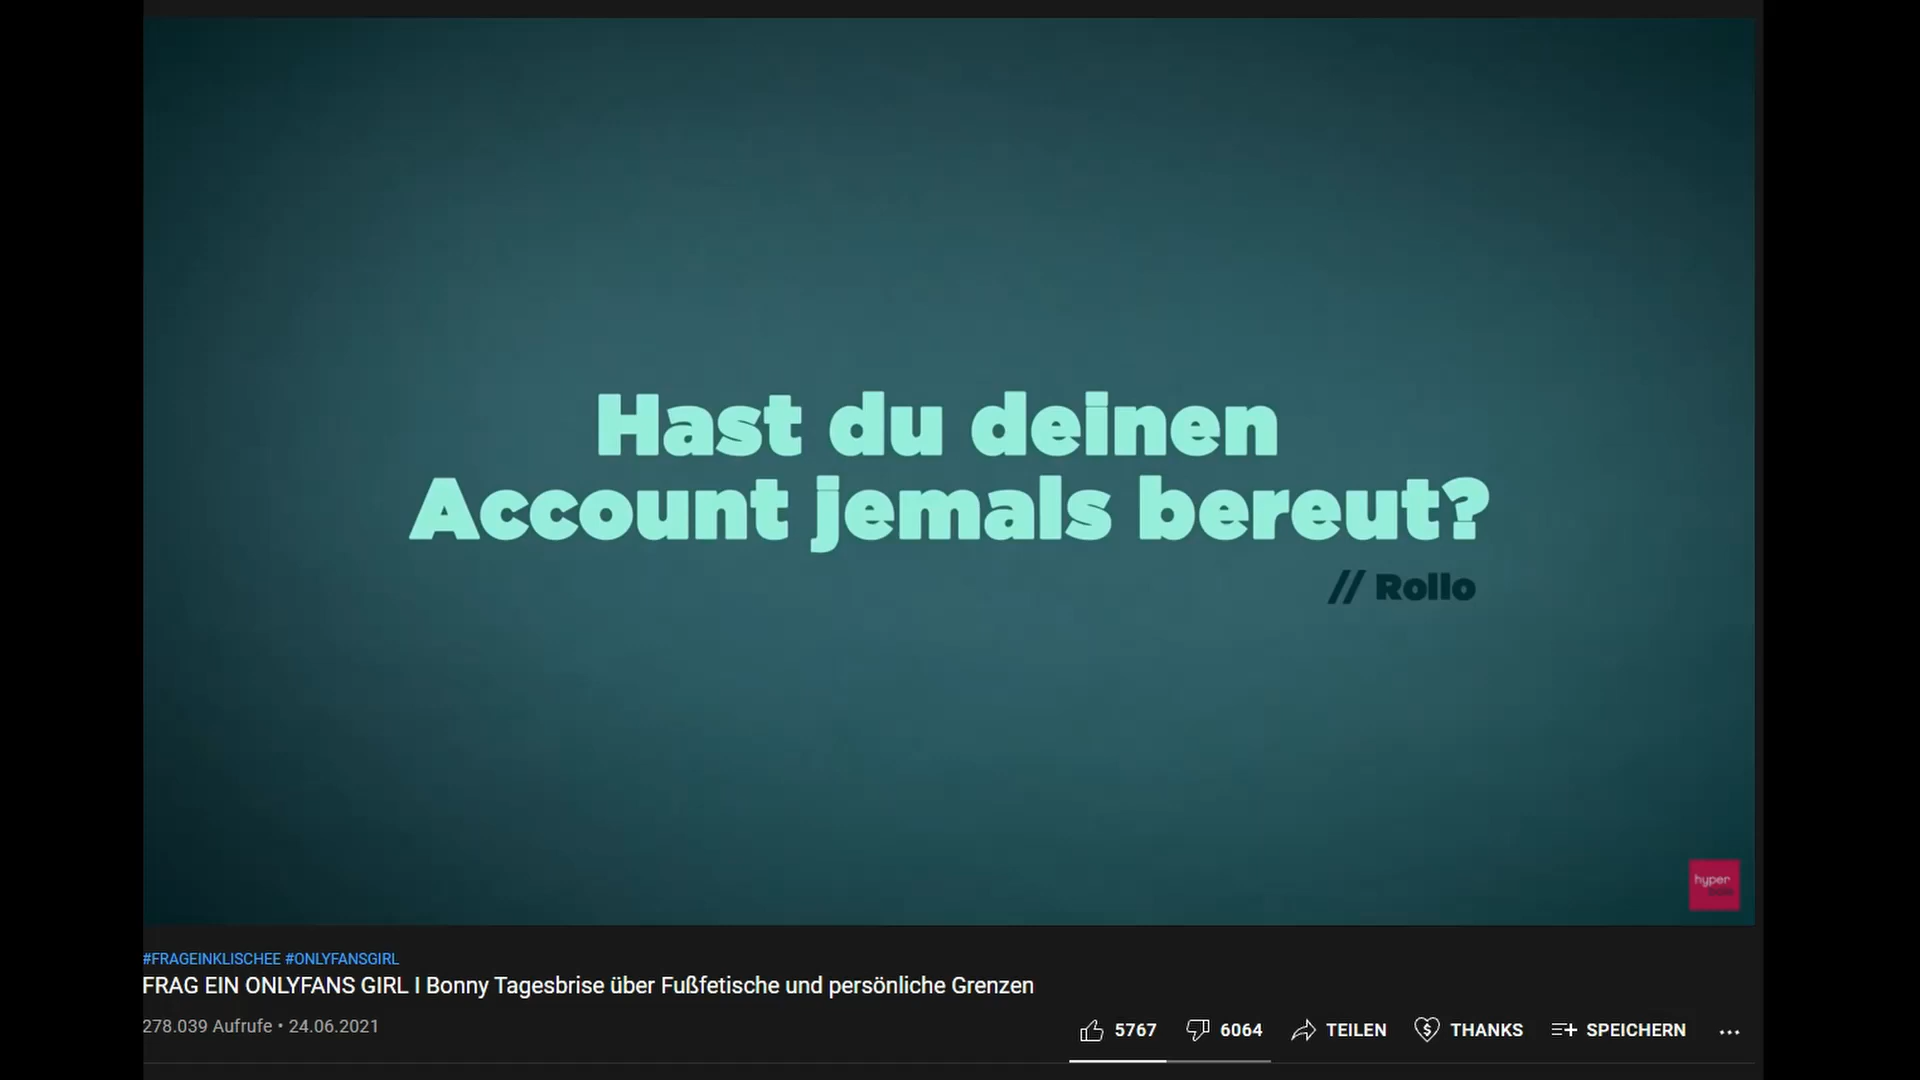 Hast du deinen
Account jemals bereut?
// Rollo
hyper
#FRAGEINKLISCHEE #ONLYFANSGIRL
FRAG EIN ONLYFANS GIRL I Bonny Tagesbrise über Fußfetische und persönliche Grenzen
278.039 Aufrufe • 24.06.2021
5767 6064 TEILEN THANKS SPEICHERN